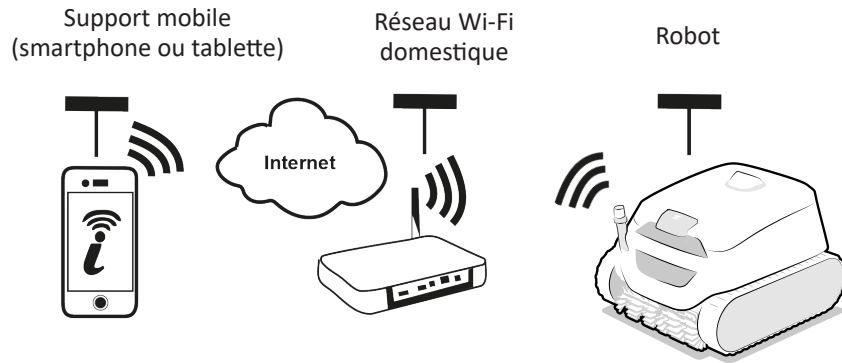 Support mobile
(smartphone ou tablette)
Réseau Wi-Fi
domestique
Robot
Internet